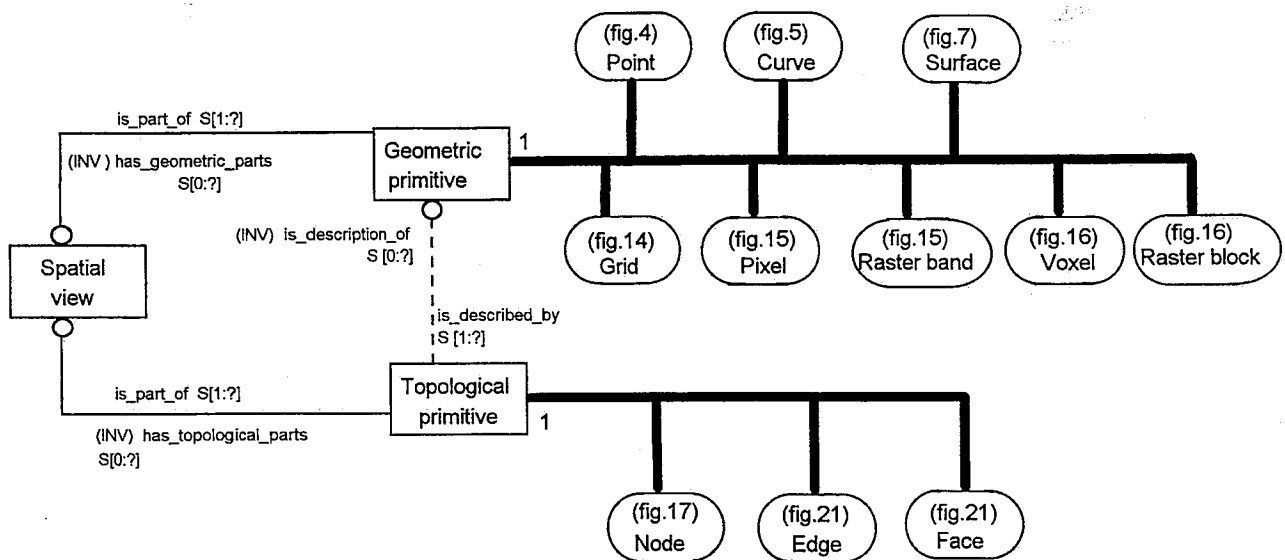 (fig.4)
Point
(fig.5)
Curve
(fig.7)
Surface
is_part_of S[1:?]
(INV ) has_geometric_parts
S[0:?]
Geometric
primitive
1
(INV) is_description_of
S [0:?]
(fig.14)
Grid
(fig.15)
Pixel
(fig.15)
Raster band
(fig.16)
Voxel
(fig.16)
Raster block
Spatial
view
is_described_by
S [1:?]
is_part_of S[1:?]
(INV) has_topological_parts
S[0:?]
Topological
primitive
1
(fig.17)
Node
(fig.21)
Edge
(fig.21)
Face